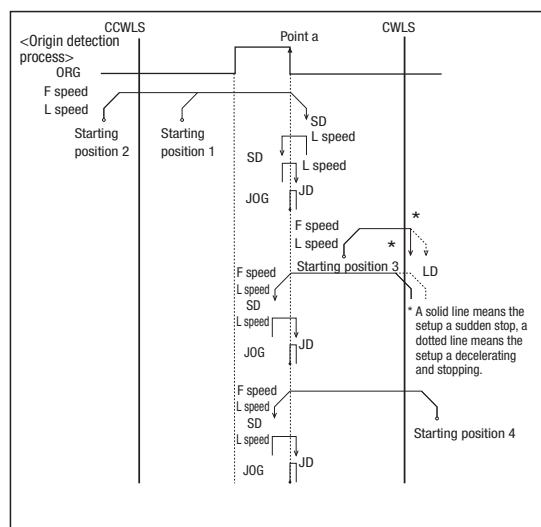 CCWLS
CWLS
<Origin detection
process>
Point a
ORG
F speed
L speed
SD
Starting
position 2
Starting
position 1
L speed
SD
L speed
JOG
JD
F speed
L speed
*
*
Starting position 3
LD
F speed
L speed
SD
L speed
JOG
JD
* A solid line means the
setup a sudden stop, a
dotted line means the
setup a decelerating
and stopping.
F speed
L speed
SD
L speed
Starting position 4
JOG
JD